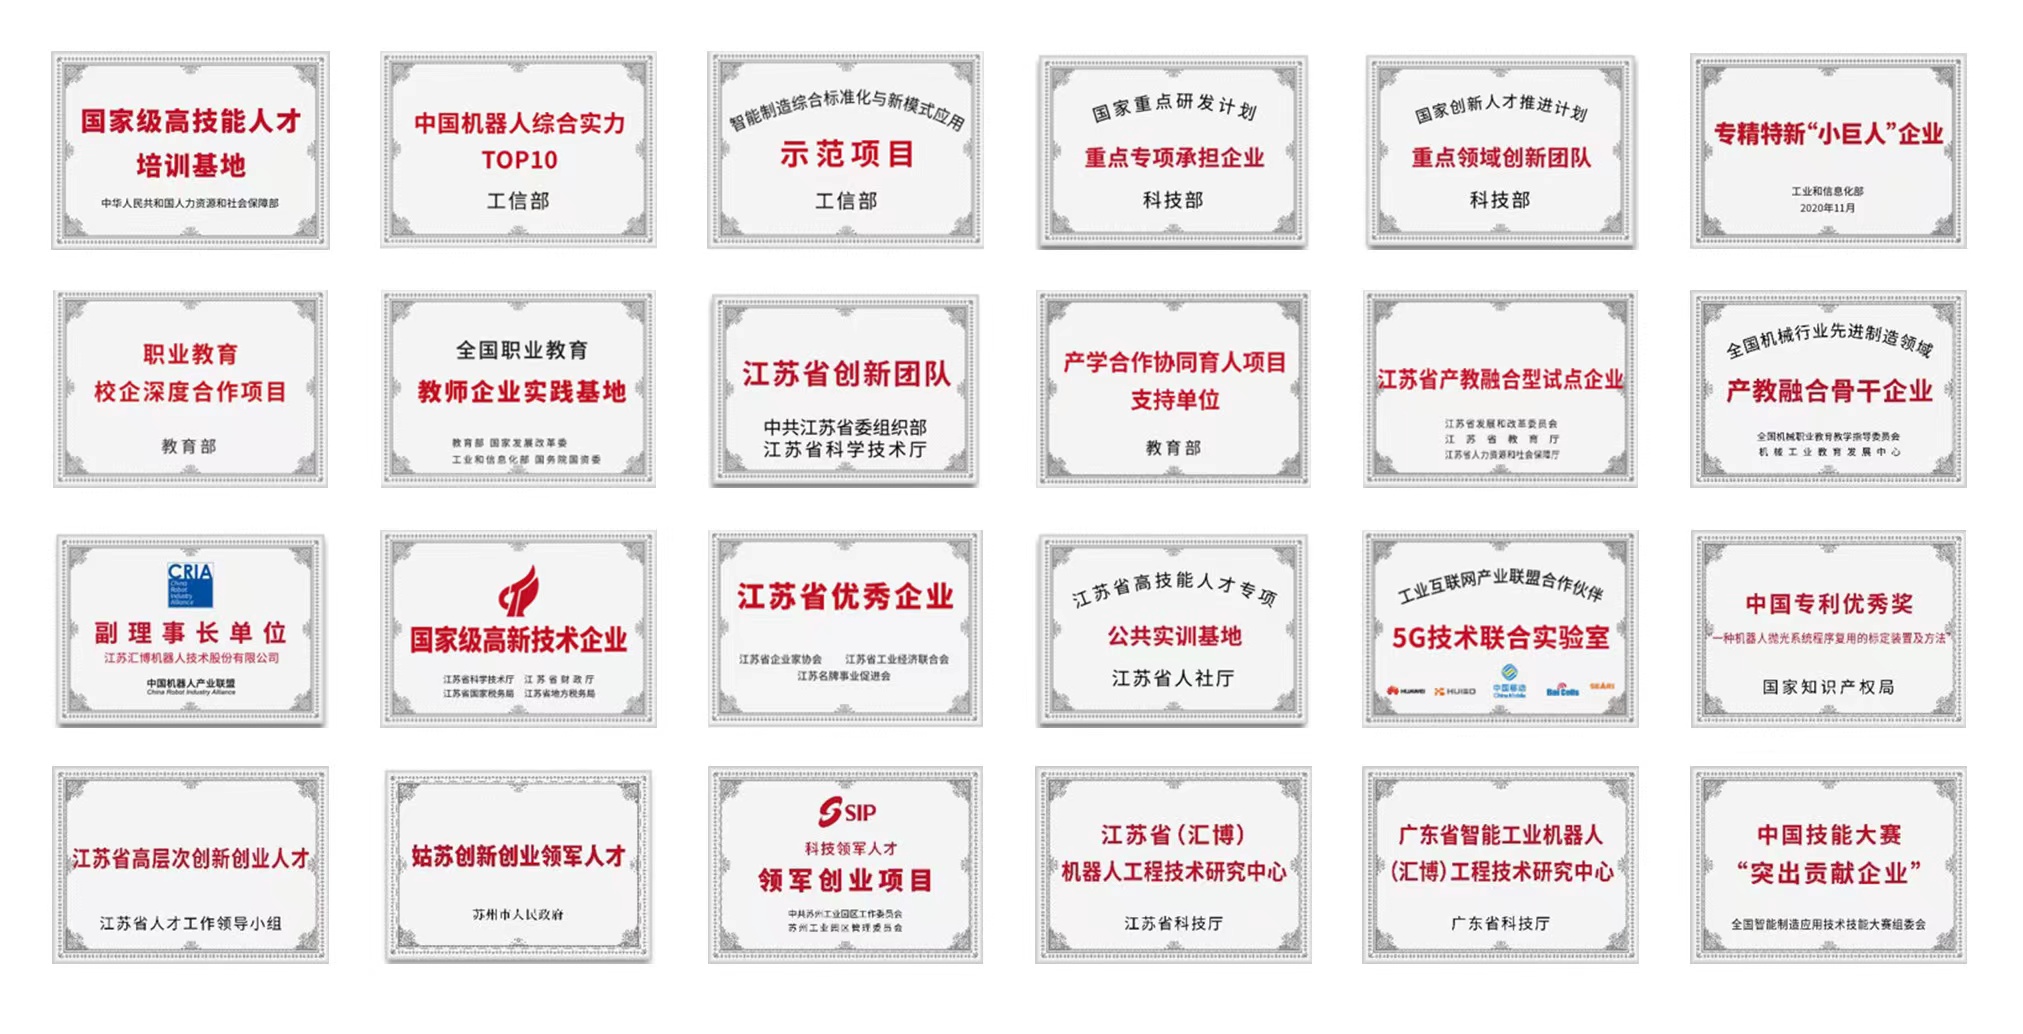 国家级高技能人才
培训基地
中华人民共和国人力资源和社会保障部
中国机器人综合实力
TOP10
工信部
智能制造综合标准化与新模式应用
示范项目
工信部
国家重点研发计划
重点专项承担企业
科技部
国家创新人才推进计划
重点领域创新团队
科技部
专精特新“小巨人”企业
工业和信息化部
2020年11月
职业教育
校企深度合作项目
教育部
全国职业教育
教师企业实践基地
教育部 国家发展改革委
工业和信息化部 国务院国资委
江苏省创新团队
中共江苏省委组织部
江苏省科学技术厅
产学合作协同育人项目
支持单位
教育部
江苏省产教融合型试点企业
江苏省发展和改革委员会
江苏省教育厅
江苏省人力资源和社会保障厅
全国机械行业先进制造领域
产教融合骨干企业
全国机械职业教育教学指导委员会
机械工业教育发展中心
CRIA
China
Robot
Industry
Alliance
副理事长单位
江苏汇博机器人技术股份有限公司
中国机器人产业联盟
China Robot Industry Alliance
国家级高新技术企业
江苏省科学技术厅 江苏省财政厅
江苏省国家税务局 江苏省地方税务局
江苏省优秀企业
江苏省企业家协会 江苏省工业经济联合会
江苏名牌事业促进会
江苏省高技能人才专项
公共实训基地
江苏省人社厅
工业互联网产业联盟合作伙伴
5G技术联合实验室
HUAWEI HUIBO 中国移动 China Mobile Bai Cells SEARI
中国专利优秀奖
“一种机器人抛光系统程序复用的标定装置及方法”
国家知识产权局
江苏省高层次创新创业人才
江苏省人才工作领导小组
姑苏创新创业领军人才
苏州市人民政府
SIP
科技领军人才
领军创业项目
中共苏州工业园区工作委员会
苏州工业园区管理委员会
江苏省（汇博）
机器人工程技术研究中心
江苏省科技厅
广东省智能工业机器人
（汇博）工程技术研究中心
广东省科技厅
中国技能大赛
“突出贡献企业”
全国智能制造应用技术技能大赛组委会